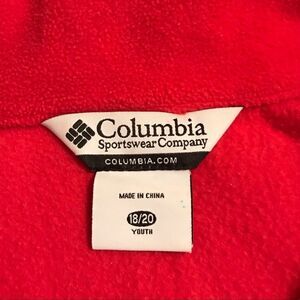 Columbia
Sportswear Company
COLUMBIA.COM
MADE IN CHINA
18/20
YOUTH